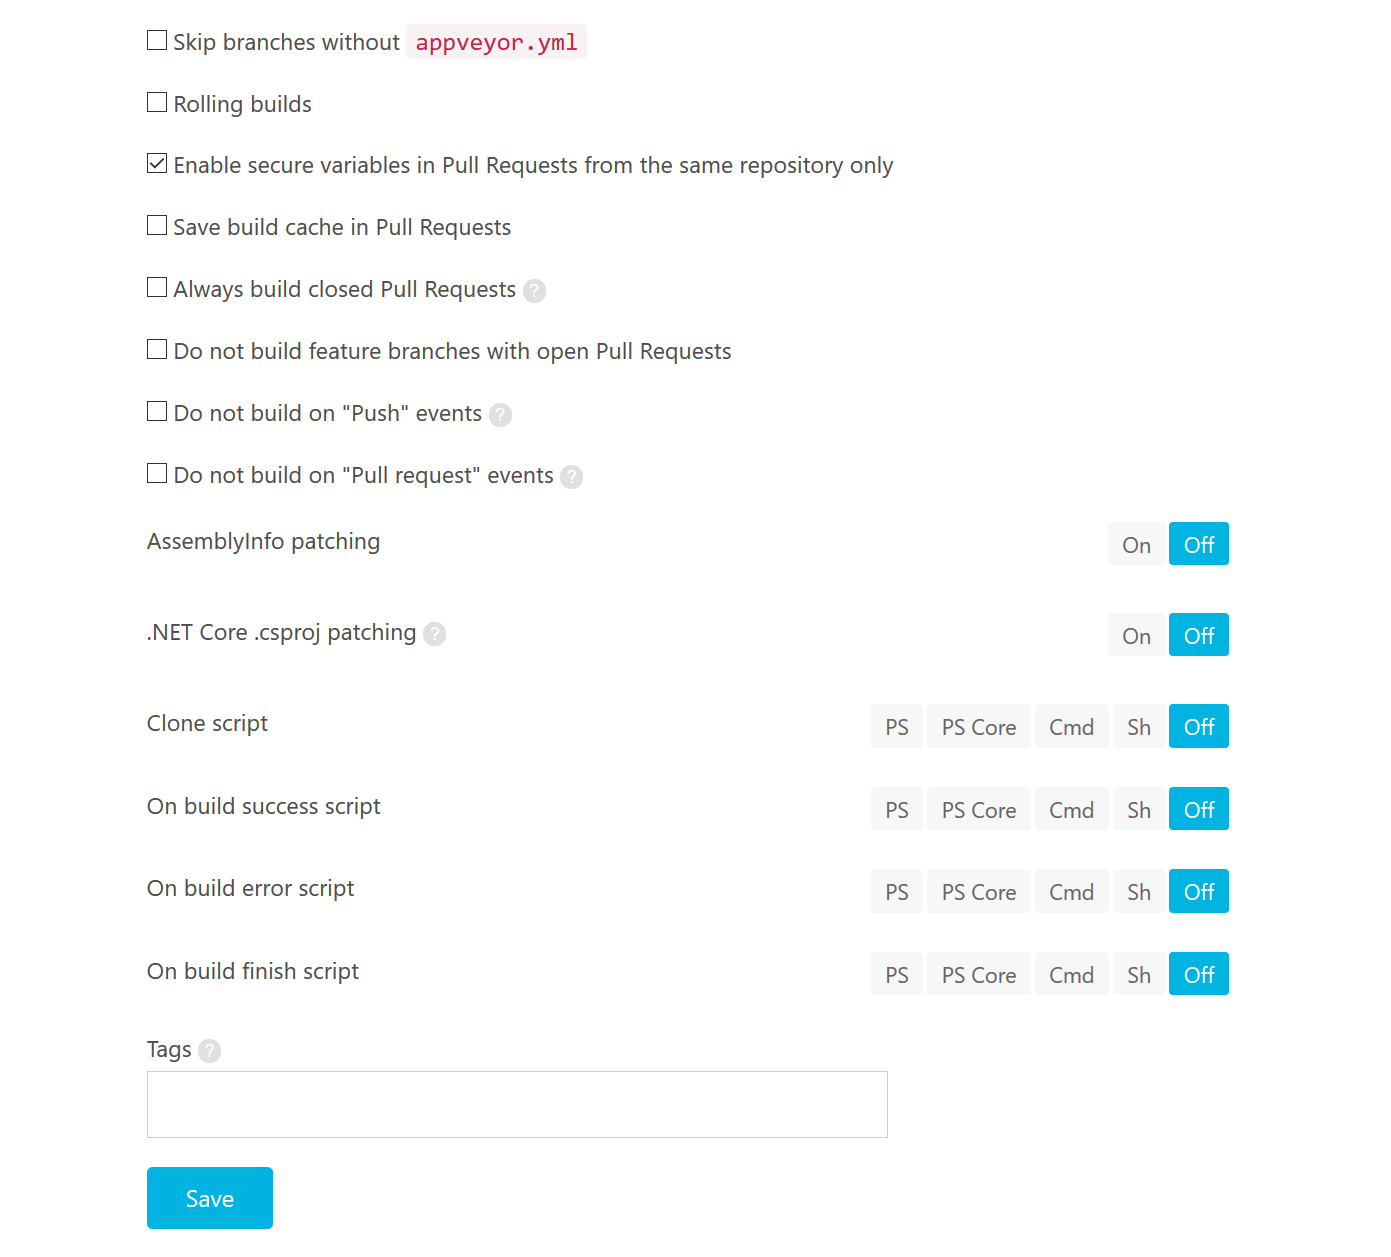 Skip branches without appveyor.yml
Rolling builds
Enable secure variables in Pull Requests from the same repository only
Save build cache in Pull Requests
Always build closed Pull Requests ?
Do not build feature branches with open Pull Requests
Do not build on "Push" events ?
Do not build on "Pull request" events ?
AssemblyInfo patching On Off
.NET Core .csproj patching ? On Off
Clone script PS PS Core Cmd Sh Off
On build success script PS PS Core Cmd Sh Off
On build error script PS PS Core Cmd Sh Off
On build finish script PS PS Core Cmd Sh Off
Tags ?
Save